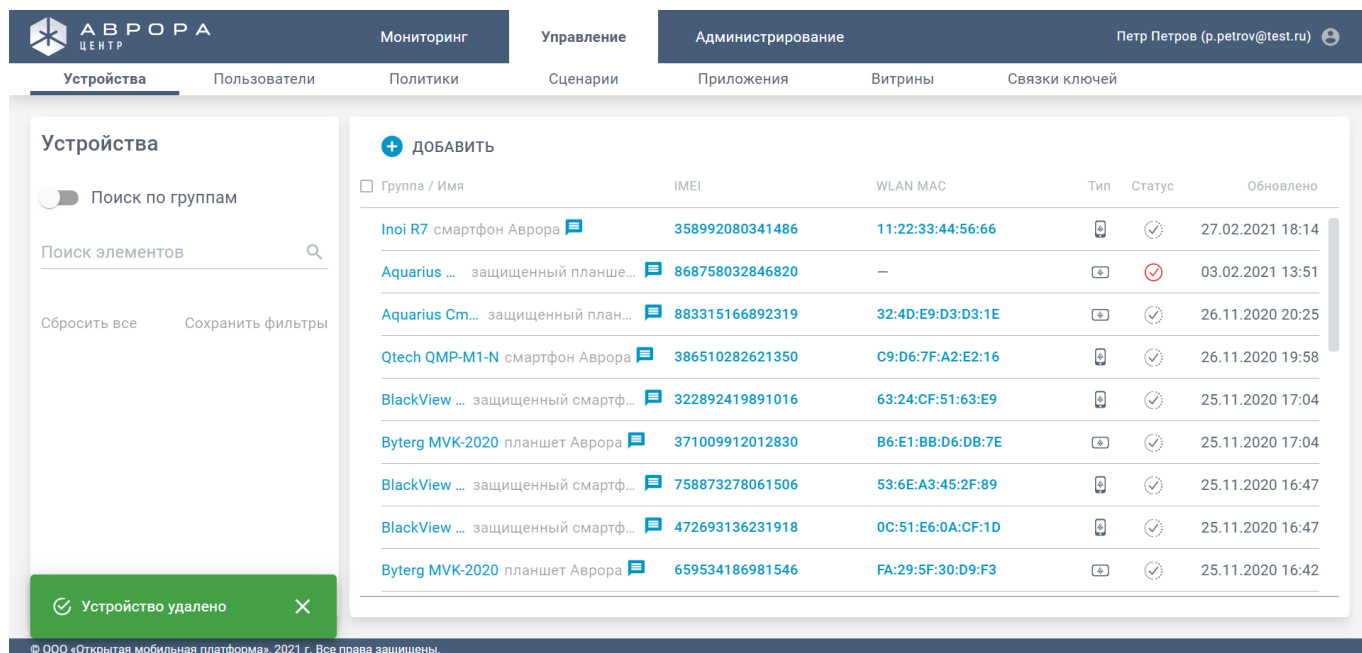 АВРОРА
ЦЕНТР
Мониторинг Управление Администрирование Петр Петров (p.petrov@test.ru)
Устройства Пользователи Политики Сценарии Приложения Витрины Связки ключей
Устройства
Поиск по группам
Поиск элементов
Сбросить все Сохранить фильтры
ДОБАВИТЬ
Группа / Имя IMEI WLAN MAC Тип Статус Обновлено
Inoi R7 смартфон Аврора 358992080341486 11:22:33:44:56:66 27.02.2021 18:14
Aquarius ... защищенный планше... 868758032846820 — 03.02.2021 13:51
Aquarius Cm... защищенный план... 883315166892319 32:4D:E9:D3:D3:1E 26.11.2020 20:25
Qtech QMP-M1-N смартфон Аврора 386510282621350 C9:D6:7F:A2:E2:16 26.11.2020 19:58
BlackView ... защищенный смартф... 322892419891016 63:24:CF:51:63:E9 25.11.2020 17:04
Byterg MVK-2020 планшет Аврора 371009912012830 B6:E1:BB:D6:DB:7E 25.11.2020 17:04
BlackView ... защищенный смартф... 758873278061506 53:6E:A3:45:2F:89 25.11.2020 16:47
BlackView ... защищенный смартф... 472693136231918 0C:51:E6:0A:CF:1D 25.11.2020 16:47
Byterg MVK-2020 планшет Аврора 659534186981546 FA:29:5F:30:D9:F3 25.11.2020 16:42
Устройство удалено
© ООО «Открытая мобильная платформа», 2021 г. Все права защищены.